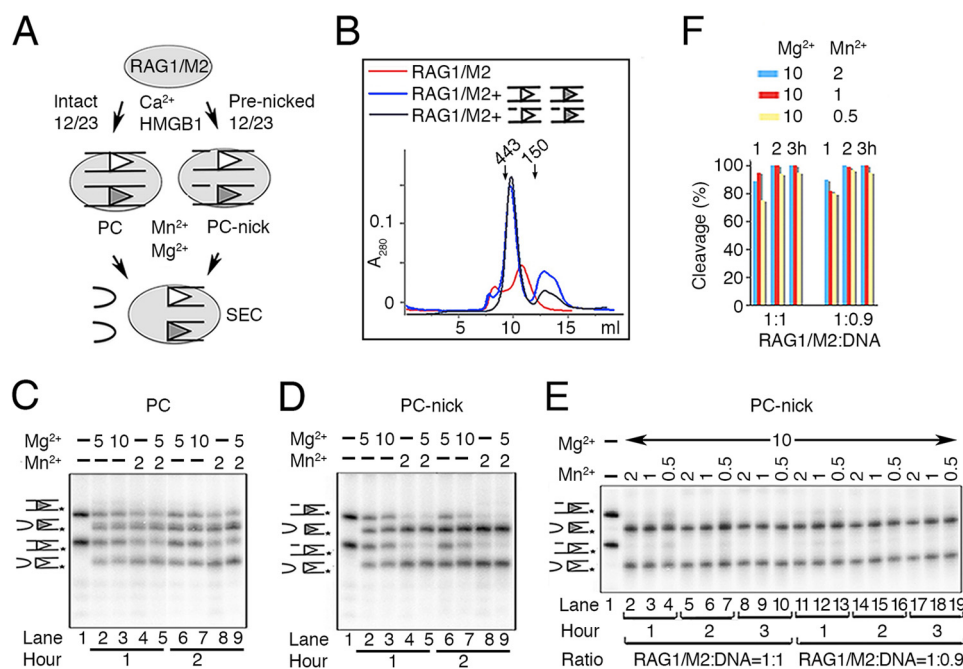 A
RAG1/M2
Intact
12/23
Ca²⁺
HMGB1
Pre-nicked
12/23
PC
Mn²⁺
Mg²⁺
PC-nick
SEC
B
RAG1/M2
RAG1/M2+
RAG1/M2+
443
150
0.1
0
A₂₈₀
5 10 15 ml
F
Mg²⁺ Mn²⁺
10 2
10 1
10 0.5
1 2 3h 1 2 3h
100
80
60
40
20
0
Cleavage (%)
1:1 1:0.9
RAG1/M2:DNA
C
PC
Mg²⁺ – 5 10 – 5 5 10 – 5
Mn²⁺ – – – 2 2 – – 2 2
Lane 1 2 3 4 5 6 7 8 9
Hour 1 2
D
PC-nick
Mg²⁺ – 5 10 – 5 5 10 – 5
Mn²⁺ – – – 2 2 – – 2 2
Lane 1 2 3 4 5 6 7 8 9
Hour 1 2
E
PC-nick
Mg²⁺ – 10
Mn²⁺ – 2 1 0.5 2 1 0.5 2 1 0.5 2 1 0.5 2 1 0.5 2 1 0.5
Lane 1 2 3 4 5 6 7 8 9 10 11 12 13 14 15 16 17 18 19
Hour 1 2 3 1 2 3
Ratio RAG1/M2:DNA=1:1 RAG1/M2:DNA=1:0.9